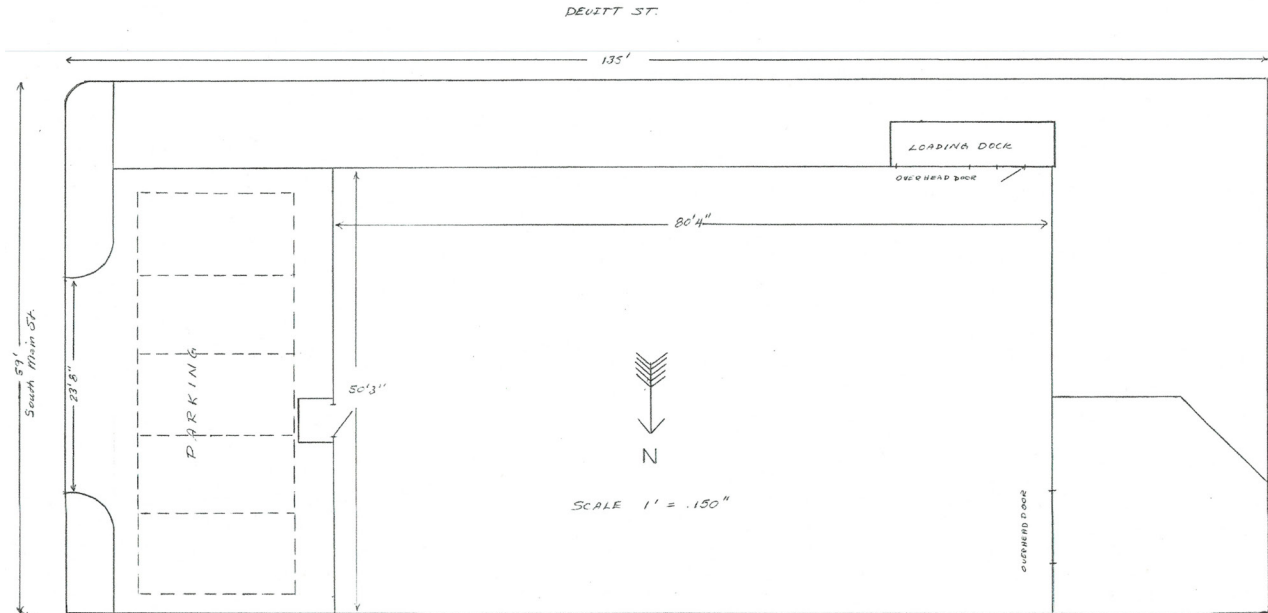 DEVITT ST.
135'
LOADING DOCK
OVERHEAD DOOR
80'4"
59'
South Main St.
23'8"
PARKING
50'3"
N
SCALE 1' = .150"
OVERHEAD DOOR